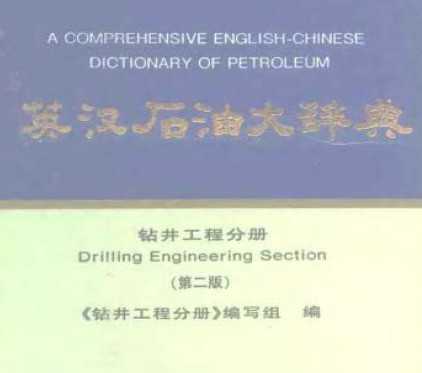 A COMPREHENSIVE ENGLISH-CHINESE
DICTIONARY OF PETROLEUM
英汉石油大辞典
钻井工程分册
Drilling Engineering Section
(第二版)
《钻井工程分册》编写组 编